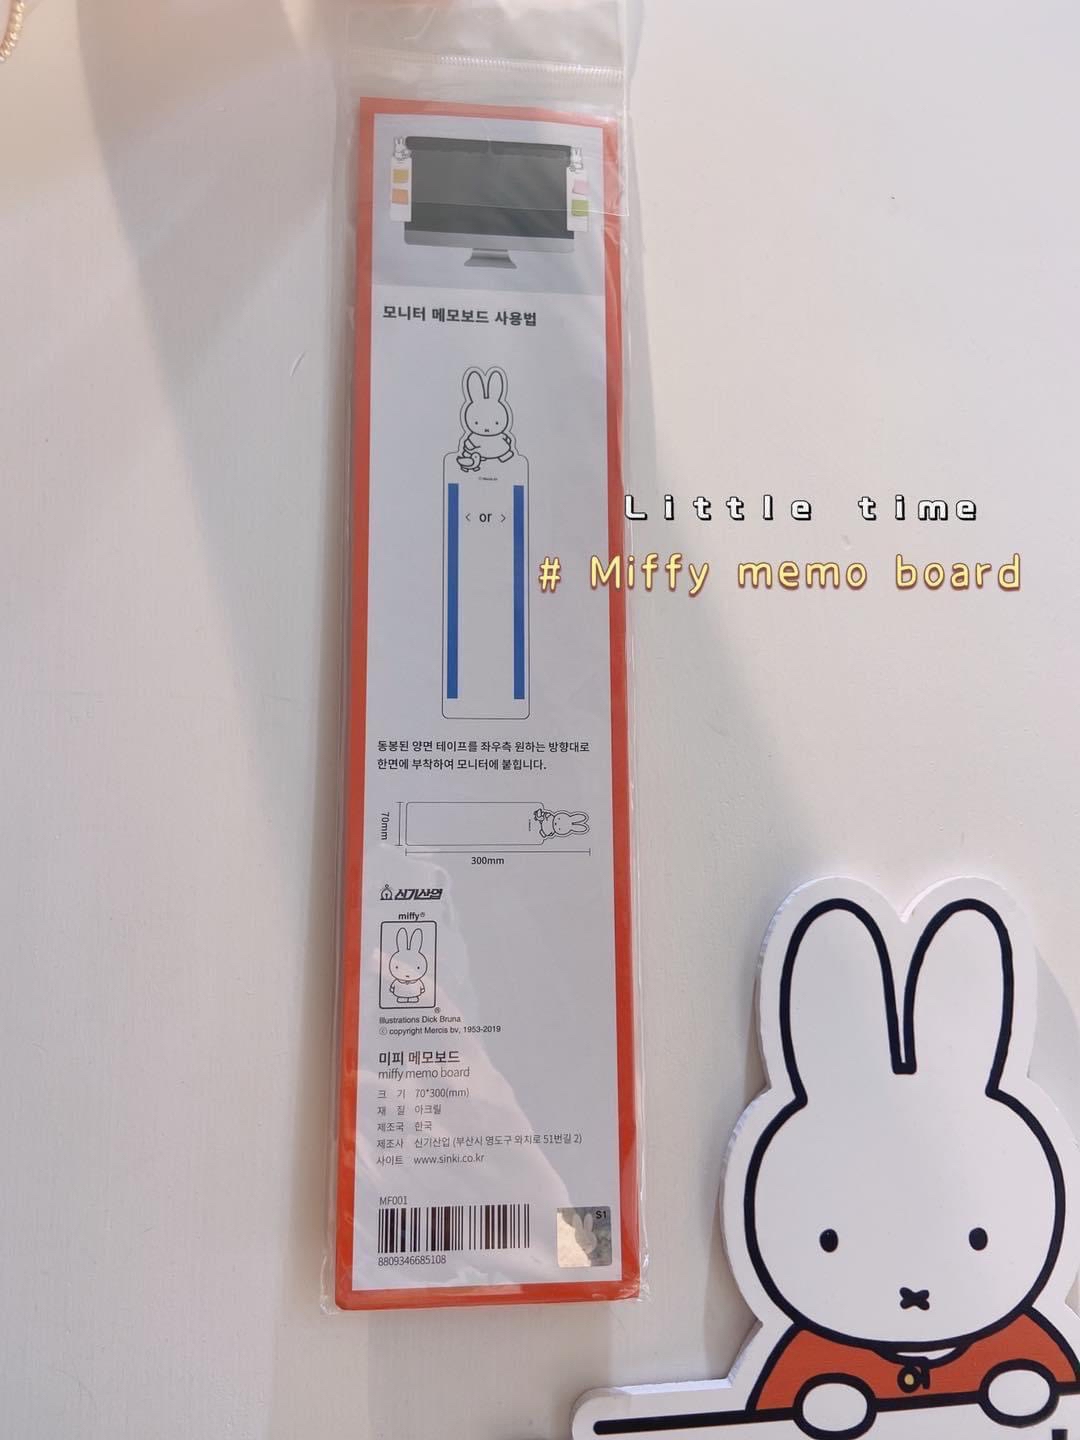 모니터 메모보드 사용법
< or >
Little time
# Miffy memo board
동봉된 양면 테이프를 좌우측 원하는 방향대로
한면에 부착하여 모니터에 붙힙니다.
70mm
300mm
신기산업
miffy®
®
Illustrations Dick Bruna
© copyright Mercis bv, 1953-2019
미피 메모보드
miffy memo board
크 기 70*300(mm)
재 질 아크릴
제조국 한국
제조사 신기산업 (부산시 영도구 와치로 51번길 2)
사이트 www.sinki.co.kr
MF001
8809346685108
S1